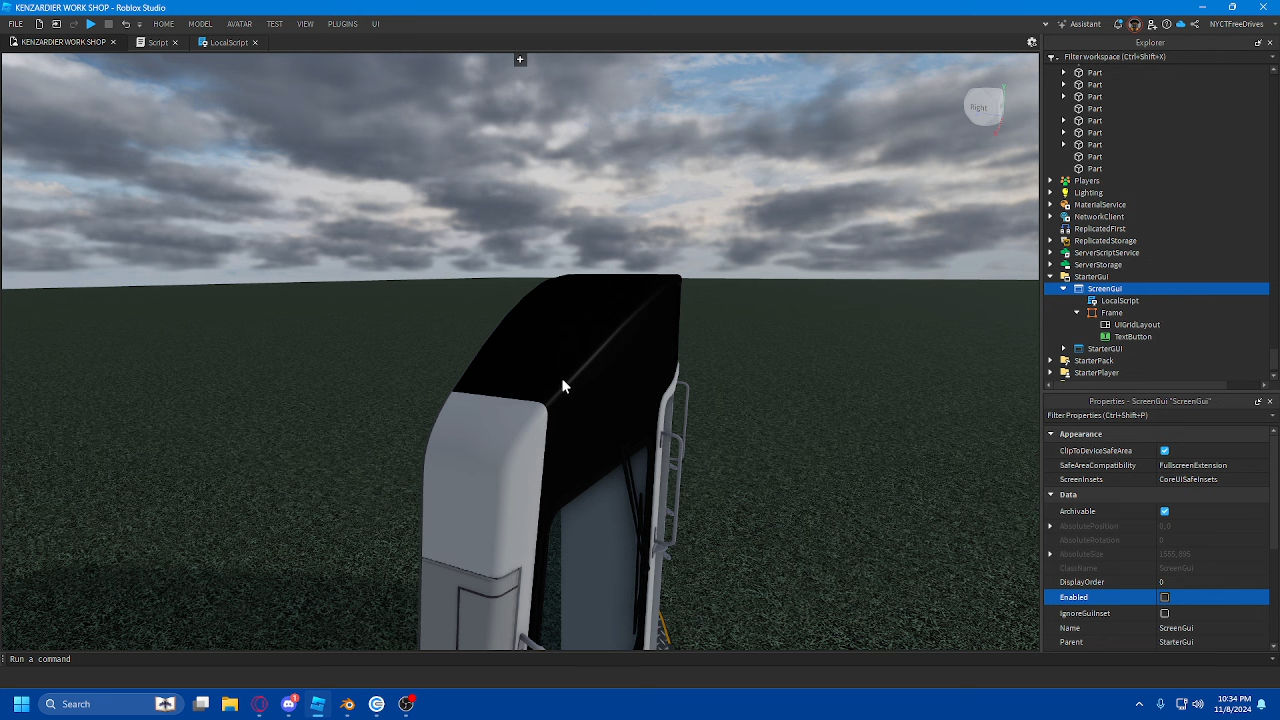 KENZARDIER WORK SHOP - Roblox Studio
FILE HOME MODEL AVATAR TEST VIEW PLUGINS UI Assistant NYCTFreeDrives
KENZARDIER WORK SHOP Script LocalScript
Right
Explorer
Filter workspace (Ctrl+Shift+X)
Part
Part
Part
Part
Part
Part
Part
Part
Part
Players
Lighting
MaterialService
NetworkClient
ReplicatedFirst
ReplicatedStorage
ServerScriptService
ServerStorage
StarterGui
ScreenGui
LocalScript
Frame
UIGridLayout
TextButton
StarterGUI
StarterPack
StarterPlayer
Properties - ScreenGui "ScreenGui"
Filter Properties (Ctrl+Shift+P)
Appearance
ClipToDeviceSafeArea
SafeAreaCompatibility FullscreenExtension
ScreenInsets CoreUISafeInsets
Data
Archivable
AbsolutePosition 0, 0
AbsoluteRotation 0
AbsoluteSize 1555, 895
ClassName ScreenGui
DisplayOrder 0
Enabled
IgnoreGuiInset
Name ScreenGui
Parent StarterGui
Run a command
Search
1
10:34 PM
11/8/2024